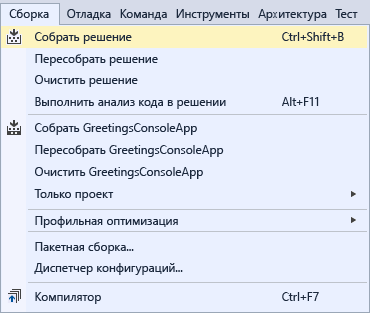 Сборка Отладка Команда Инструменты Архитектура Тест
Собрать решение Ctrl+Shift+B
Пересобрать решение
Очистить решение
Выполнить анализ кода в решении Alt+F11
Собрать GreetingsConsoleApp
Пересобрать GreetingsConsoleApp
Очистить GreetingsConsoleApp
Только проект
Профильная оптимизация
Пакетная сборка...
Диспетчер конфигураций...
Компилятор Ctrl+F7